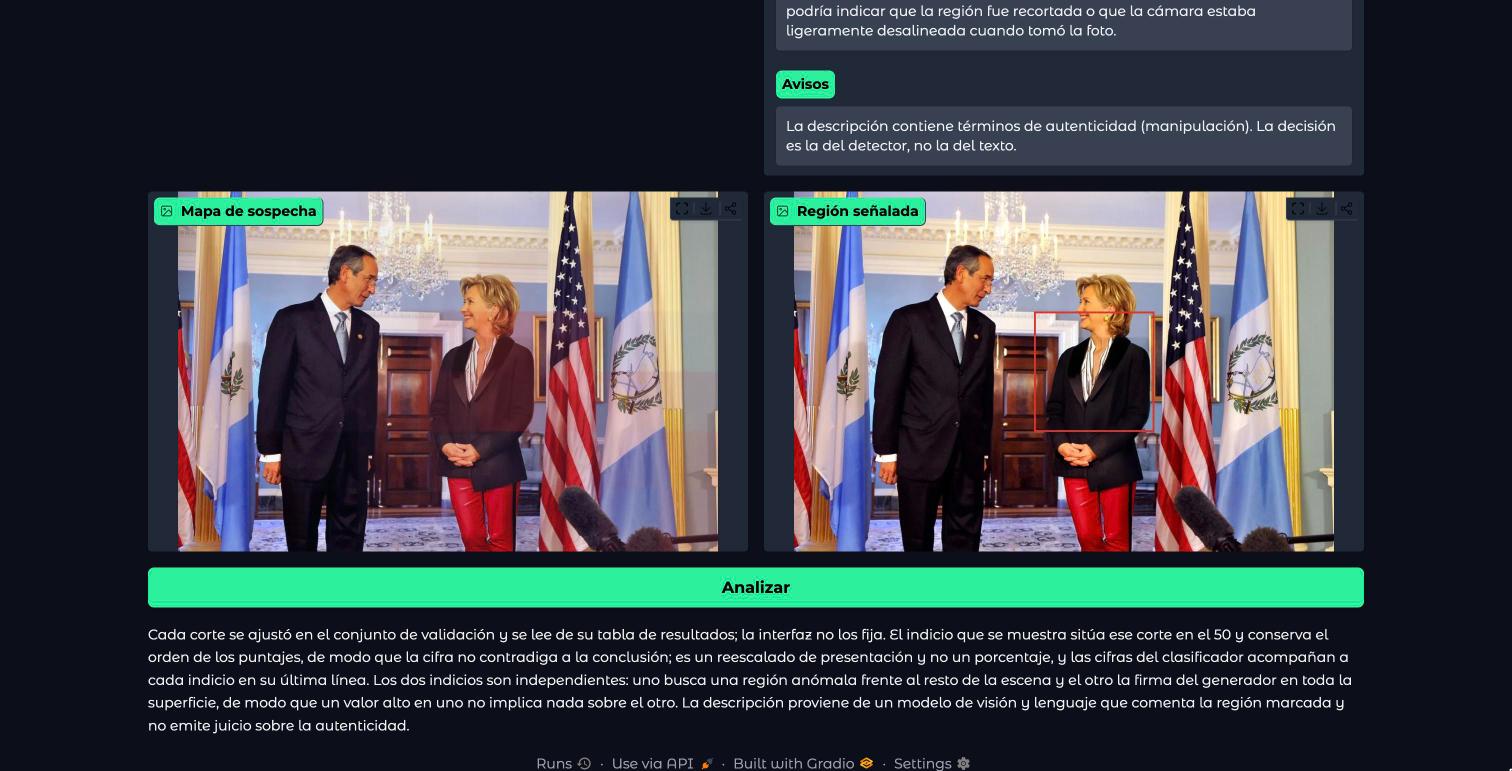 podría indicar que la región fue recortada o que la cámara estaba
ligeramente desalineada cuando tomó la foto.
Avisos
La descripción contiene términos de autenticidad (manipulación). La decisión
es la del detector, no la del texto.
Mapa de sospecha
Región señalada
Analizar
Cada corte se ajustó en el conjunto de validación y se lee de su tabla de resultados; la interfaz no los fija. El indicio que se muestra sitúa ese corte en el 50 y conserva el
orden de los puntajes, de modo que la cifra no contradiga a la conclusión; es un reescalado de presentación y no un porcentaje, y las cifras del clasificador acompañan a
cada indicio en su última línea. Los dos indicios son independientes: uno busca una región anómala frente al resto de la escena y el otro la firma del generador en toda la
superficie, de modo que un valor alto en uno no implica nada sobre el otro. La descripción proviene de un modelo de visión y lenguaje que comenta la región marcada y
no emite juicio sobre la autenticidad.
Runs · Use via API · Built with Gradio · Settings